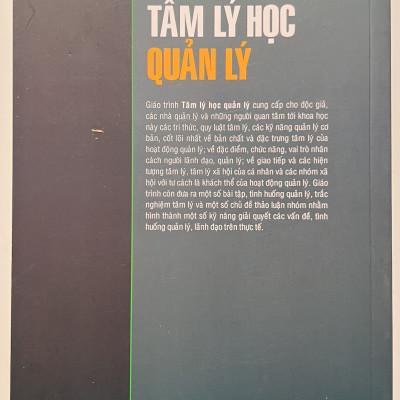 TÂM LÝ HỌC
QUẢN LÝ
Giáo trình Tâm lý học quản lý cung cấp cho độc giả,
các nhà quản lý và những người quan tâm tới khoa học
này các tri thức, quy luật tâm lý, các kỹ năng quản lý cơ
bản, cốt lõi nhất về bản chất và đặc trưng tâm lý của
hoạt động quản lý; về đặc điểm, chức năng, vai trò nhân
cách người lãnh đạo, quản lý; về giao tiếp và các hiện
tượng tâm lý, tâm lý xã hội của cá nhân và các nhóm xã
hội với tư cách là khách thể của hoạt động quản lý. Giáo
trình còn đưa ra một số bài tập, tình huống quản lý, trắc
nghiệm tâm lý và một số chủ đề thảo luận nhóm nhằm
hình thành một số kỹ năng giải quyết các vấn đề, tình
huống quản lý, lãnh đạo trên thực tế.